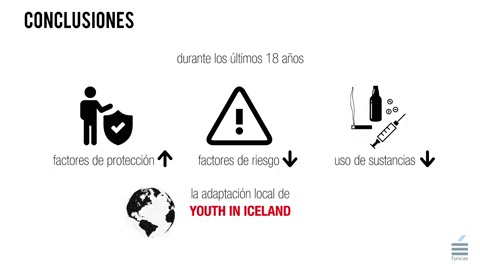 CONCLUSIONES
durante los últimos 18 años
factores de protección
factores de riesgo
uso de sustancias
la adaptación local de
YOUTH IN ICELAND
funcas